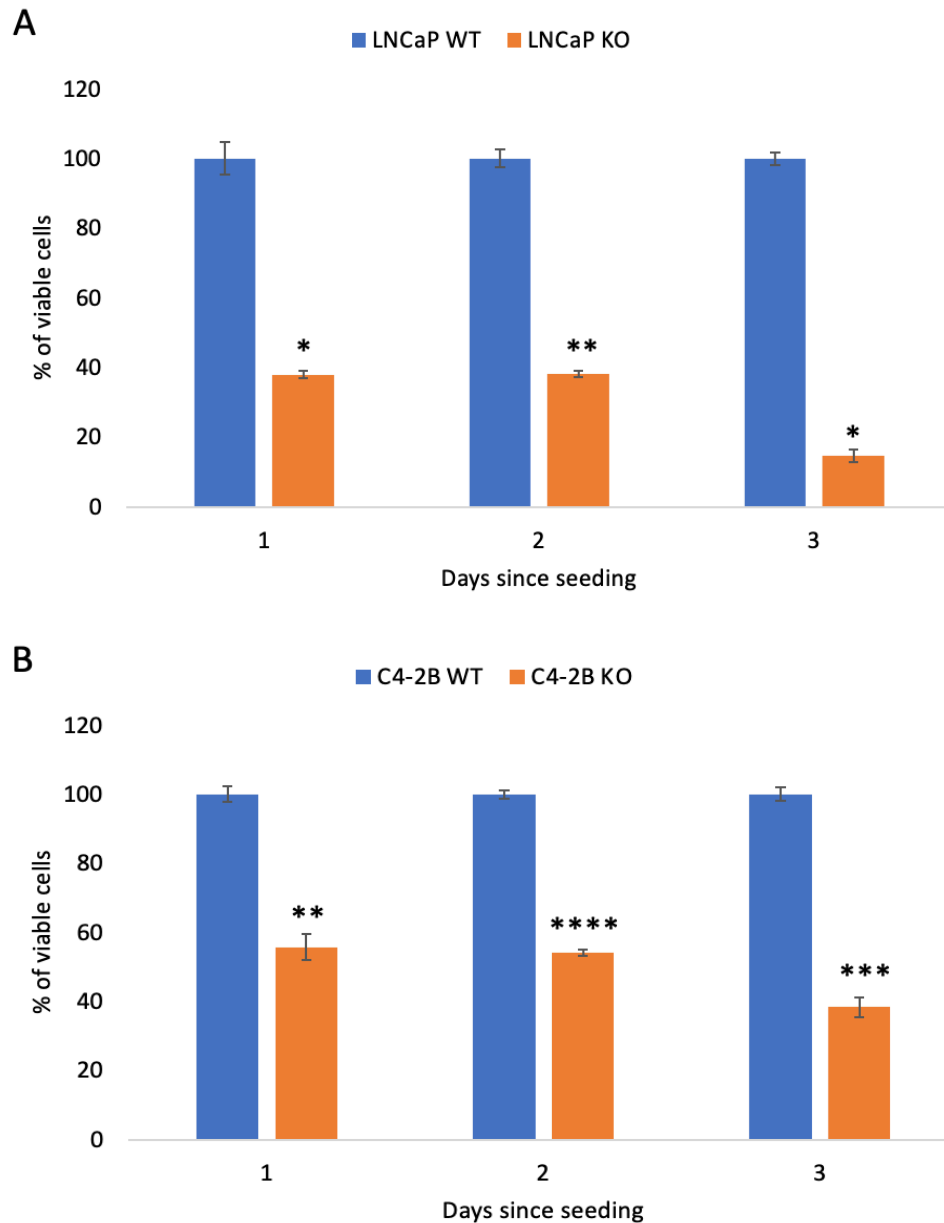 A
LNCaP WT LNCaP KO
120
100
80
60
40
20
0
% of viable cells
* ** *
1 2 3
Days since seeding
B
C4-2B WT C4-2B KO
120
100
80
60
40
20
0
% of viable cells
** **** ***
1 2 3
Days since seeding